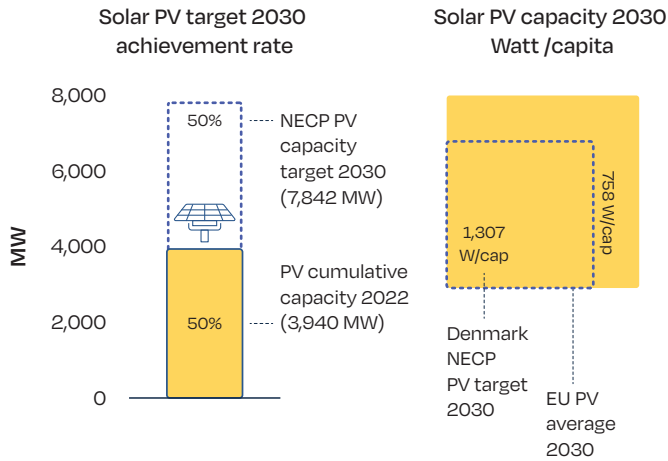 Solar PV target 2030
achievement rate
8,000
6,000
4,000
2,000
0
MW
50%
50%
NECP PV
capacity
target 2030
(7,842 MW)
PV cumulative
capacity 2022
(3,940 MW)
Solar PV capacity 2030
Watt /capita
758 W/cap
1,307
W/cap
Denmark
NECP
PV target
2030
EU PV
average
2030